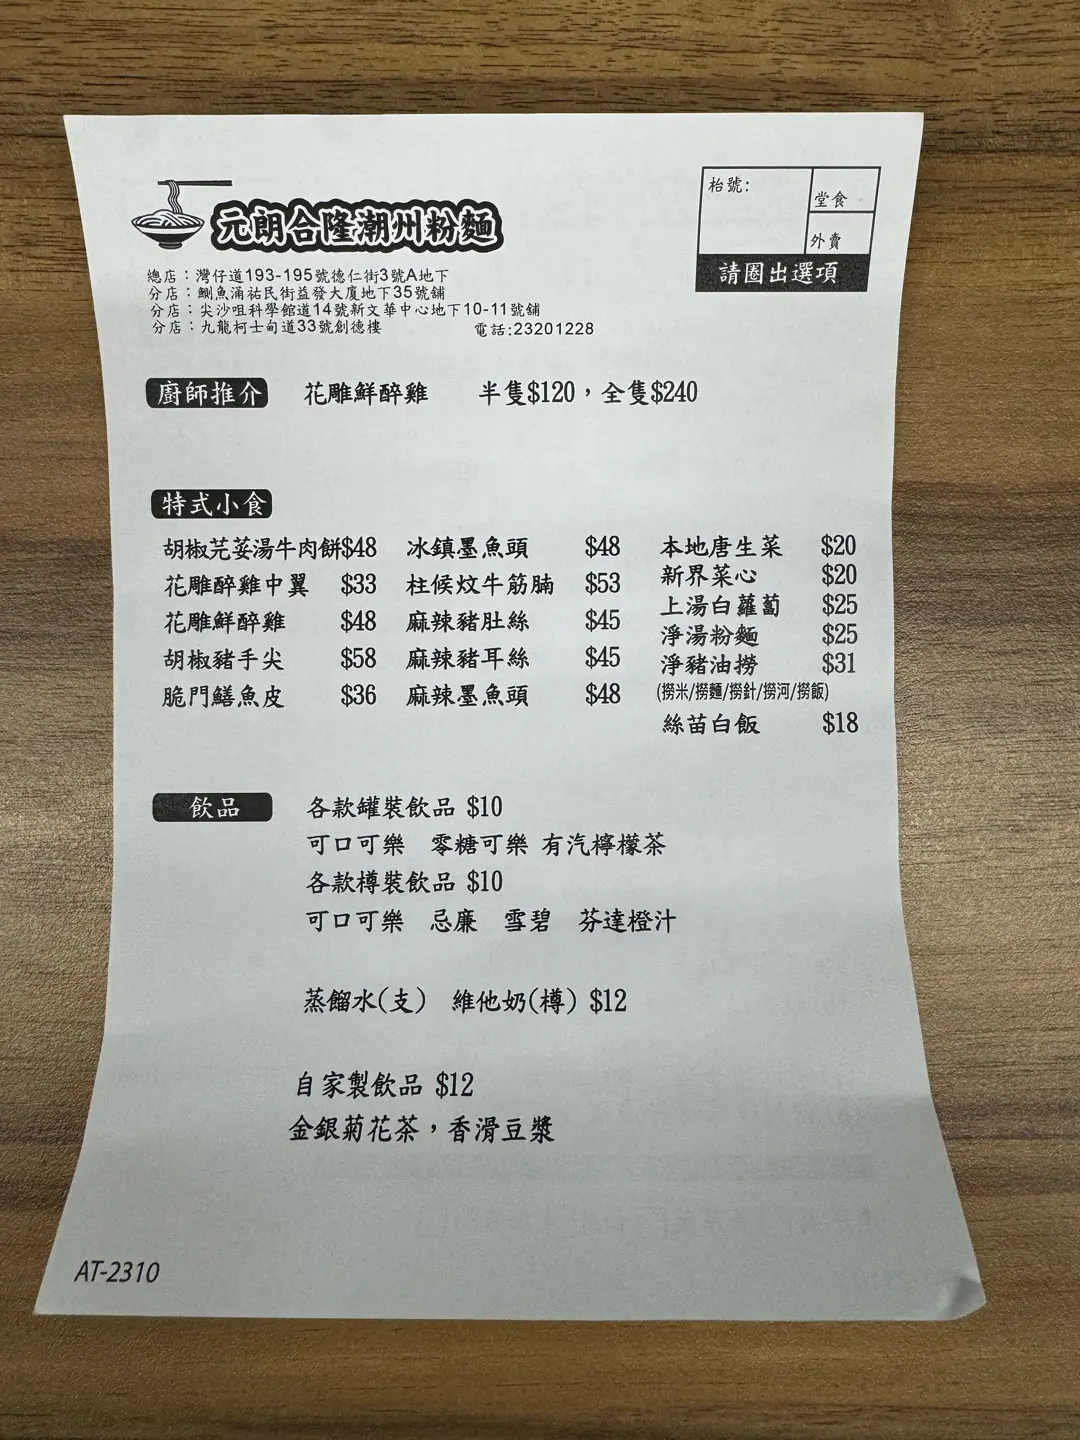 元朗合隆潮州粉麵
枱號:
堂食
外賣
請圈出選項
總店：灣仔道193-195號德仁街3號A地下
分店：鰂魚涌祐民街益發大廈地下35號舖
分店：尖沙咀科學館道14號新文華中心地下10-11號舖
分店：九龍柯士甸道33號創德樓 電話:23201228
廚師推介 花雕鮮醉雞 半隻$120，全隻$240
特式小食
胡椒芫荽湯牛肉餅$48
花雕醉雞中翼 $33
花雕鮮醉雞 $48
胡椒豬手尖 $58
脆門鱔魚皮 $36
冰鎮墨魚頭 $48
柱候炆牛筋腩 $53
麻辣豬肚絲 $45
麻辣豬耳絲 $45
麻辣墨魚頭 $48
本地唐生菜 $20
新界菜心 $20
上湯白蘿蔔 $25
淨湯粉麵 $25
淨豬油撈 $31
(撈米/撈麵/撈針/撈河/撈飯)
絲苗白飯 $18
飲品 各款罐裝飲品 $10
可口可樂 零糖可樂 有汽檸檬茶
各款樽裝飲品 $10
可口可樂 忌廉 雪碧 芬達橙汁
蒸餾水(支) 維他奶(樽) $12
自家製飲品 $12
金銀菊花茶，香滑豆漿
AT-2310